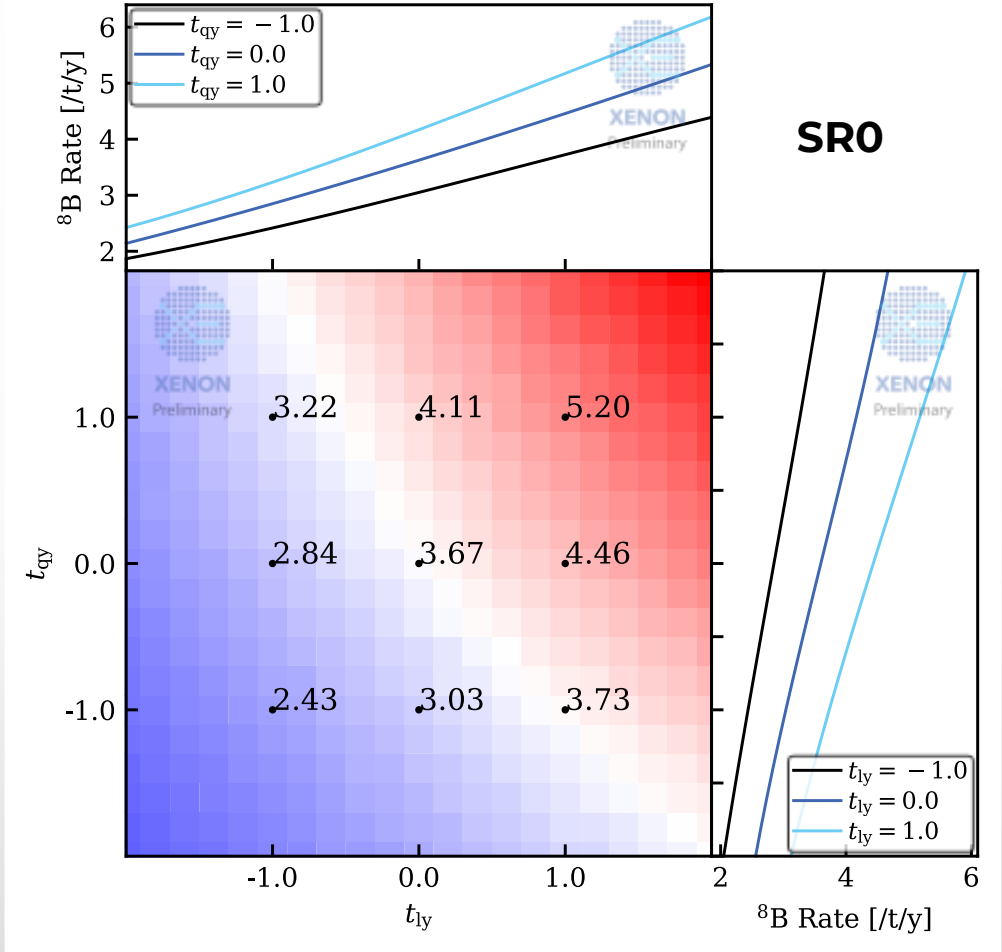 6
5
4
3
2
⁸B Rate [/t/y]
t_qy = −1.0
t_qy = 0.0
t_qy = 1.0
XENON
Preliminary
SR0
XENON
Preliminary
XENON
Preliminary
1.0
0.0
-1.0
t_qy
3.22 4.11 5.20
2.84 3.67 4.46
2.43 3.03 3.73
t_ly = −1.0
t_ly = 0.0
t_ly = 1.0
-1.0 0.0 1.0
t_ly
2 4 6
⁸B Rate [/t/y]